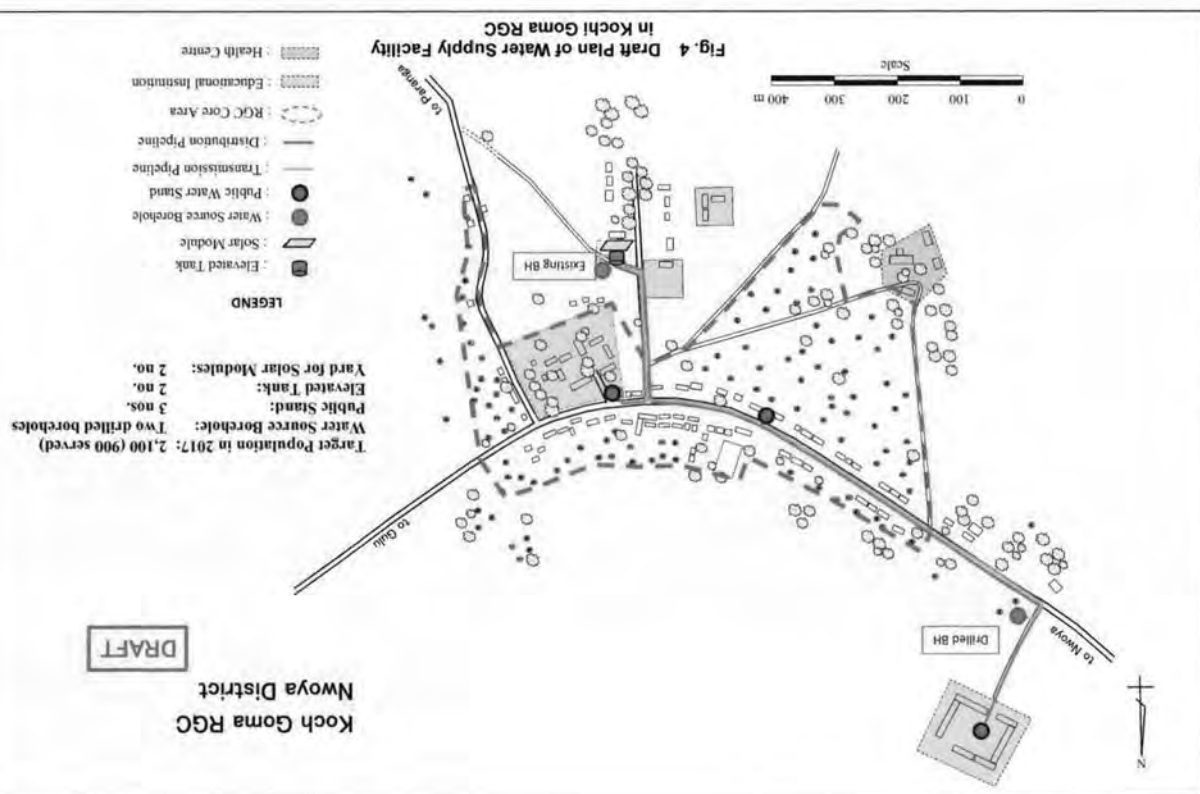 N
Koch Goma RGC
Nwoya District
DRAFT
Drilled BH
to Nwoya
to Gulu
Target Population in 2017: 2,100 (900 served)
Water Source Borehole: Two drilled boreholes
Public Stand: 3 nos.
Elevated Tank: 2 no.
Yard for Solar Modules: 2 no.
LEGEND
: Elevated Tank
: Solar Module
: Water Source Borehole
: Public Water Stand
: Transmission Pipeline
: Distribution Pipeline
: RGC Core Area
: Educational Institution
: Health Centre
Existing BH
to Paranga
0 100 200 300 400 m
Scale
Fig. 4 Draft Plan of Water Supply Facility
in Kochi Goma RGC